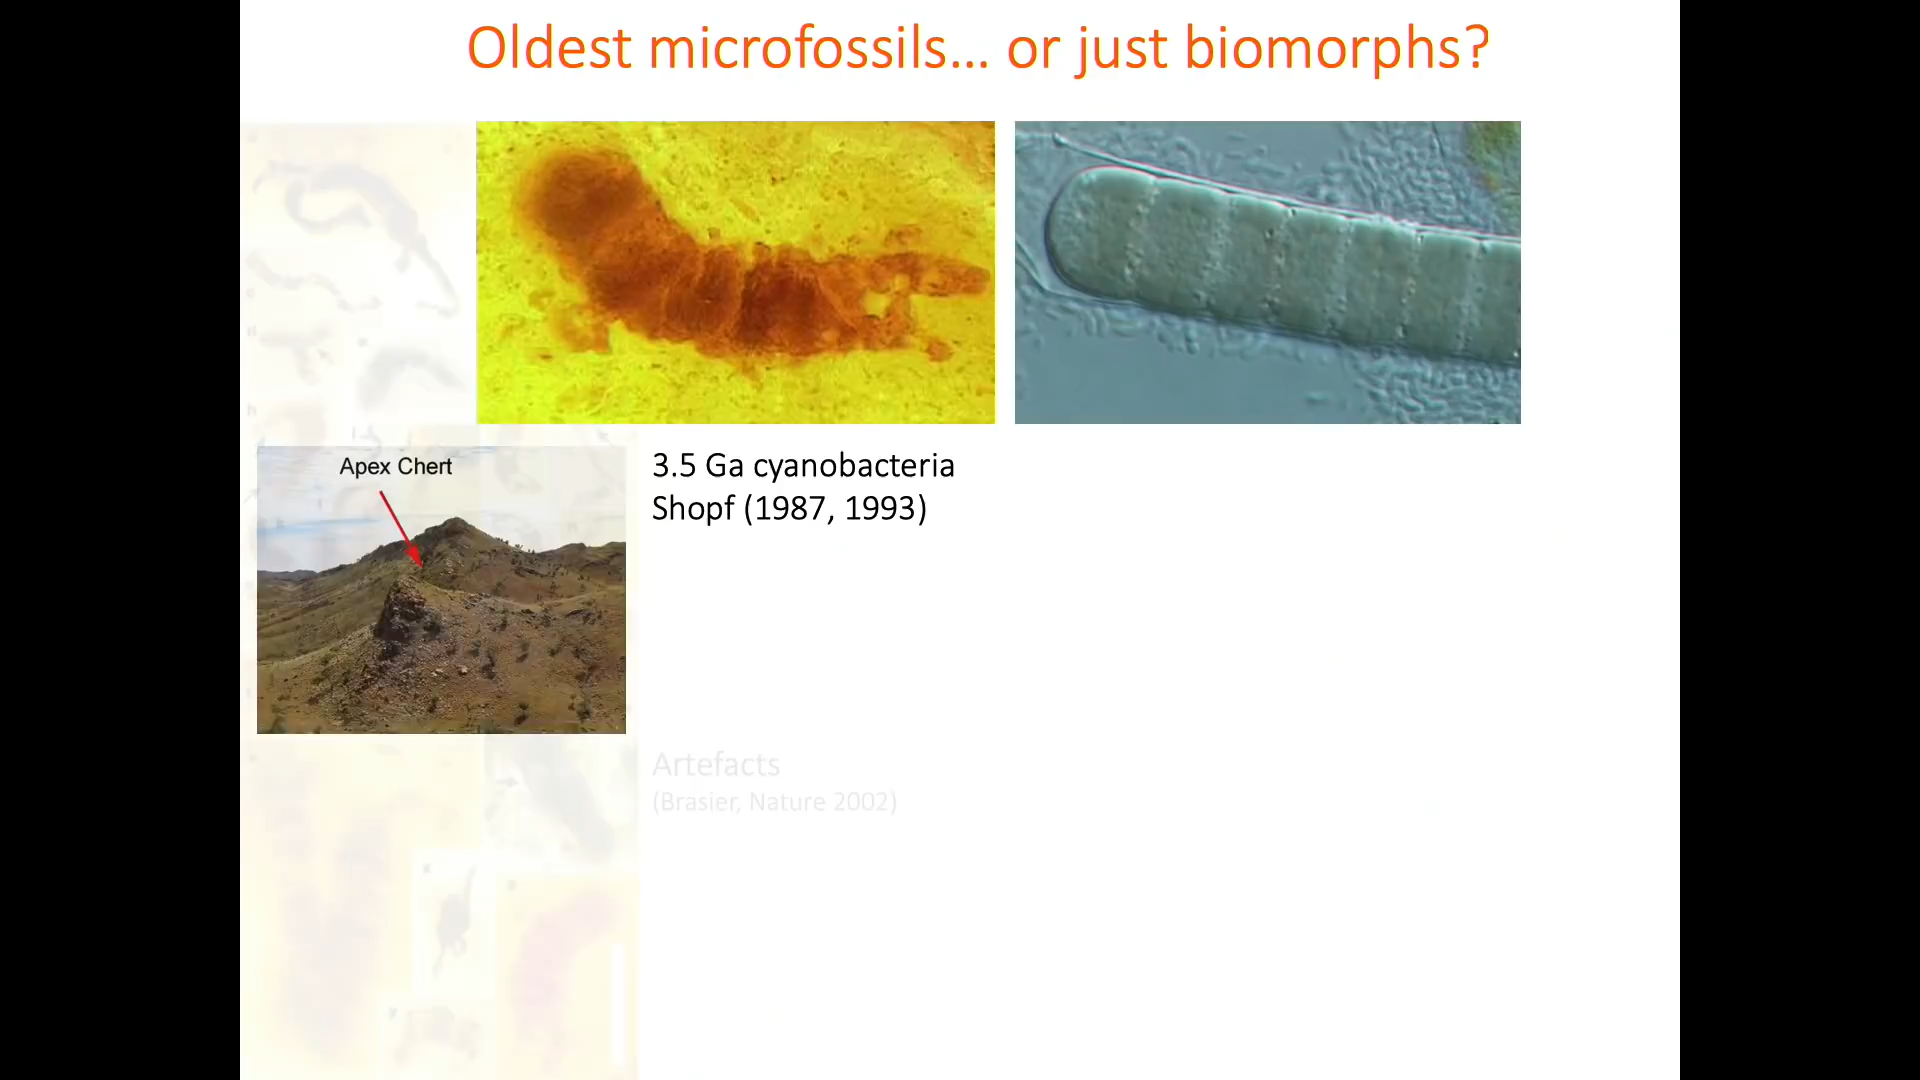 Oldest microfossils... or just biomorphs?
Apex Chert
3.5 Ga cyanobacteria
Shopf (1987, 1993)
Artefacts
(Brasier, Nature 2002)